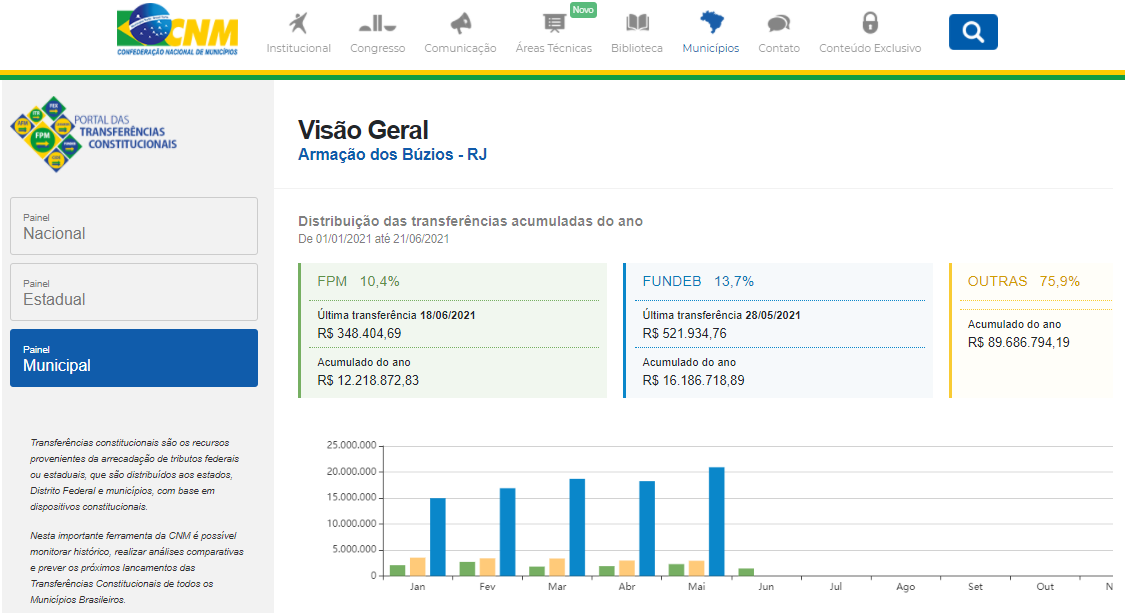 CNM
CONFEDERAÇÃO NACIONAL DE MUNICÍPIOS
Institucional
Congresso
Comunicação
Novo
Áreas Técnicas
Biblioteca
Municípios
Contato
Conteúdo Exclusivo
FPM
PORTAL DAS
TRANSFERÊNCIAS
CONSTITUCIONAIS
Painel
Nacional
Painel
Estadual
Painel
Municipal
Transferências constitucionais são os recursos
provenientes da arrecadação de tributos federais
ou estaduais, que são distribuídos aos estados,
Distrito Federal e municípios, com base em
dispositivos constitucionais.
Nesta importante ferramenta da CNM é possível
monitorar histórico, realizar análises comparativas
e prever os próximos lancamentos das
Transferências Constitucionais de todos os
Municípios Brasileiros.
Visão Geral
Armação dos Búzios - RJ
Distribuição das transferências acumuladas do ano
De 01/01/2021 até 21/06/2021
FPM 10,4%
Última transferência 18/06/2021
R$ 348.404,69
Acumulado do ano
R$ 12.218.872,83
FUNDEB 13,7%
Última transferência 28/05/2021
R$ 521.934,76
Acumulado do ano
R$ 16.186.718,89
OUTRAS 75,9%
Acumulado do ano
R$ 89.686.794,19
25.000.000
20.000.000
15.000.000
10.000.000
5.000.000
0
Jan Fev Mar Abr Mai Jun Jul Ago Set Out N